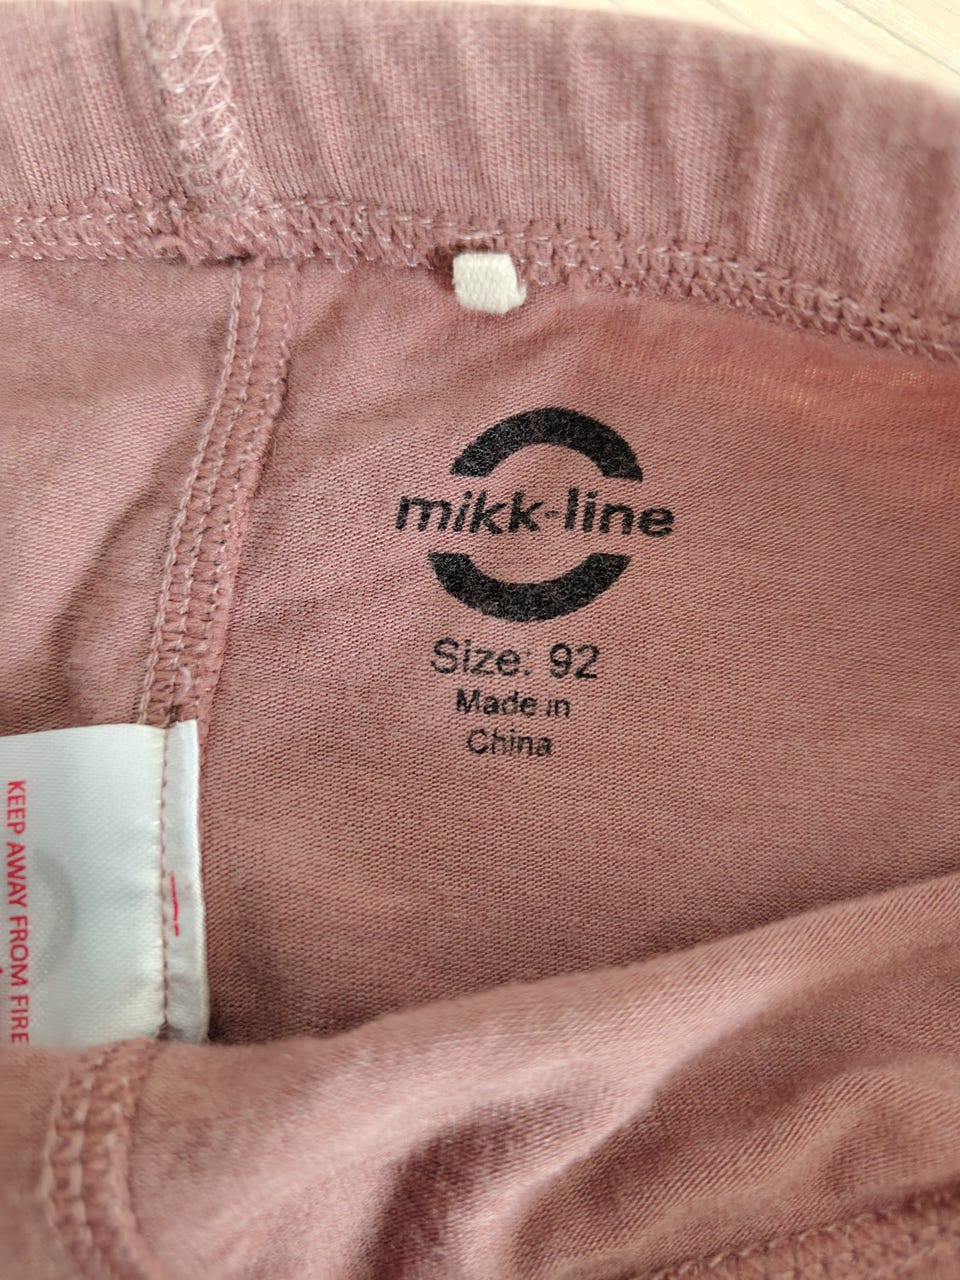 mikk-line
Size: 92
Made in
China
KEEP AWAY FROM FIRE